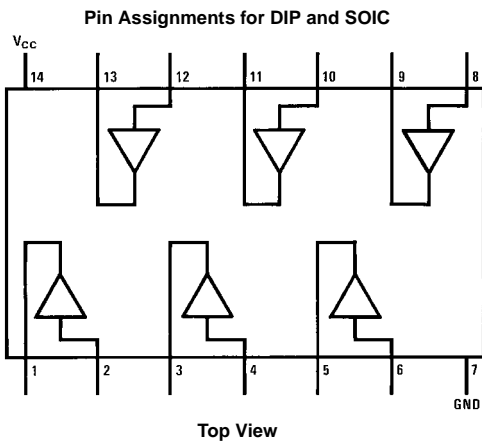 Pin Assignments for DIP and SOIC
VCC
14 13 12 11 10 9 8
1 2 3 4 5 6 7
GND
Top View